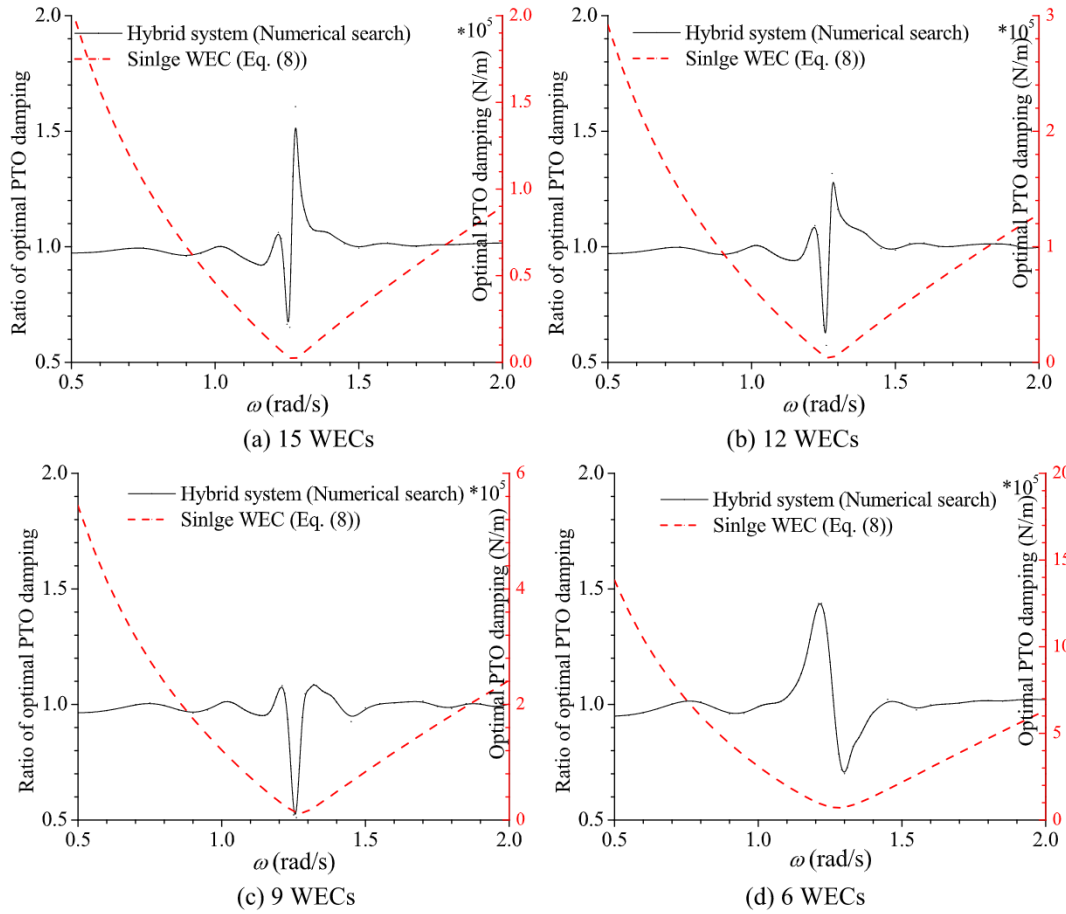 2.0
1.5
1.0
0.5
Ratio of optimal PTO damping
Hybrid system (Numerical search)
Sinlge WEC (Eq. (8))
*10⁵
2.0
1.5
1.0
0.5
0.0
Optimal PTO damping (N/m)
0.5 1.0 1.5 2.0
ω (rad/s)
(a) 15 WECs
2.0
1.5
1.0
0.5
Ratio of optimal PTO damping
Hybrid system (Numerical search)
Sinlge WEC (Eq. (8))
*10⁵
3
2
1
0
Optimal PTO damping (N/m)
0.5 1.0 1.5 2.0
ω (rad/s)
(b) 12 WECs
2.0
1.5
1.0
0.5
Ratio of optimal PTO damping
Hybrid system (Numerical search)
Sinlge WEC (Eq. (8))
*10⁵
6
4
2
0
Optimal PTO damping (N/m)
0.5 1.0 1.5 2.0
ω (rad/s)
(c) 9 WECs
2.0
1.5
1.0
0.5
Ratio of optimal PTO damping
Hybrid system (Numerical search)
Sinlge WEC (Eq. (8))
*10⁵
20
15
10
5
0
Optimal PTO damping (N/m)
0.5 1.0 1.5 2.0
ω (rad/s)
(d) 6 WECs